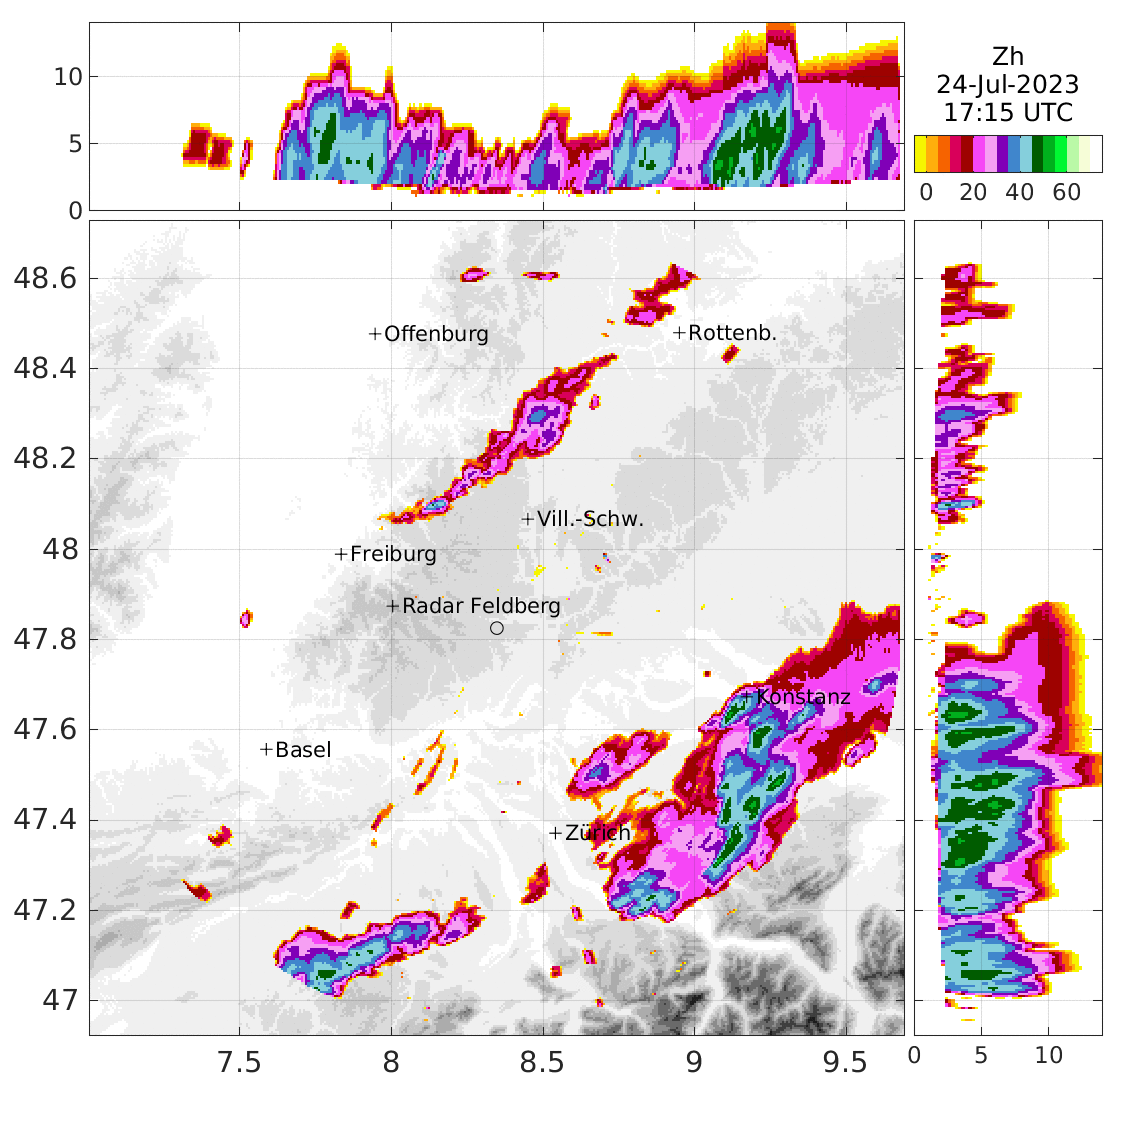 10
5
0
Zh
24-Jul-2023
17:15 UTC
0 20 40 60
48.6
48.4
48.2
48
47.8
47.6
47.4
47.2
47
+Offenburg
+Rottenb.
+Vill.-Schw.
+Freiburg
+Radar Feldberg
+Konstanz
+Basel
+Zürich
7.5 8 8.5 9 9.5
0 5 10